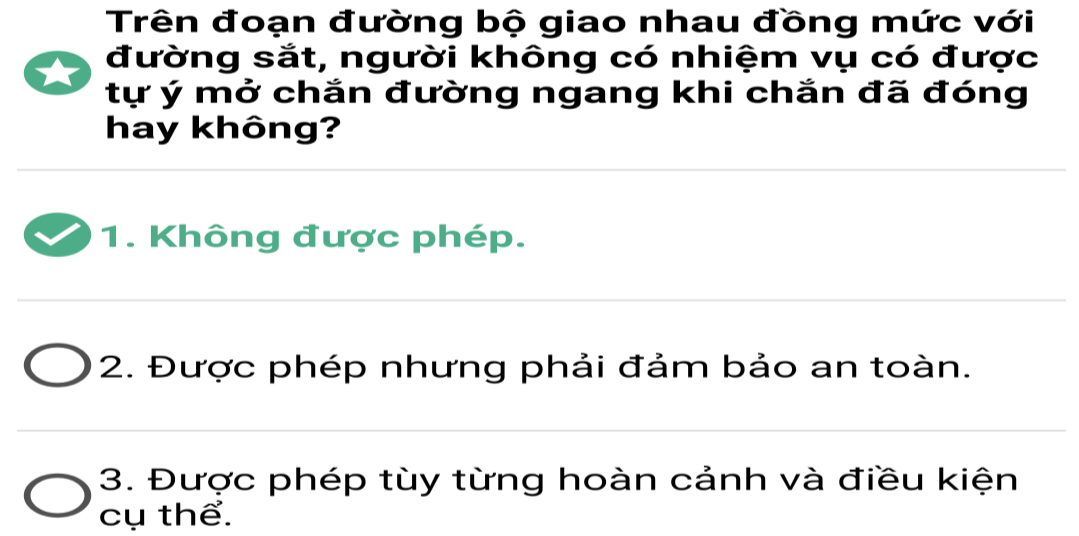 Trên đoạn đường bộ giao nhau đồng mức với
đường sắt, người không có nhiệm vụ có được
tự ý mở chắn đường ngang khi chắn đã đóng
hay không?
1. Không được phép.
2. Được phép nhưng phải đảm bảo an toàn.
3. Được phép tùy từng hoàn cảnh và điều kiện
cụ thể.